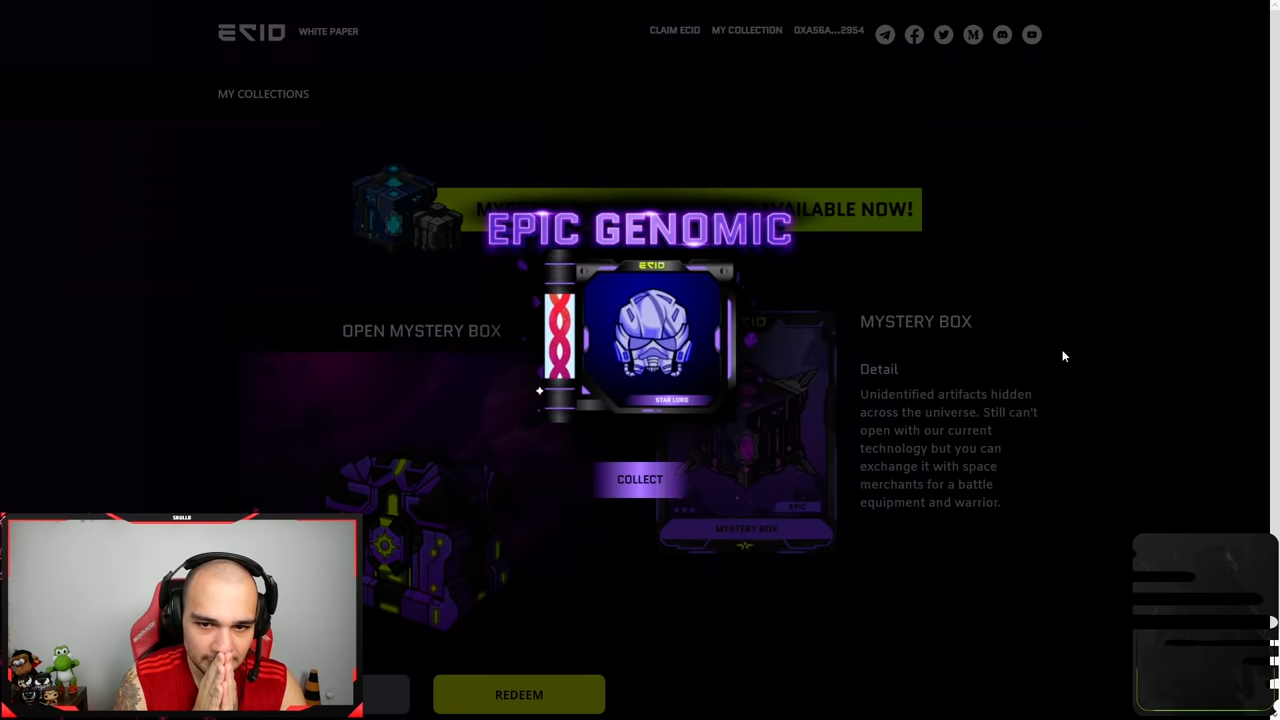 ECIO
WHITE PAPER
CLAIM ECIO
MY COLLECTION
0XA56A...2954
MY COLLECTIONS
AVAILABLE NOW!
EPIC GENOMIC
ECIO
STAR LORD
COLLECT
OPEN MYSTERY BOX
EPIC
MYSTERY BOX
MYSTERY BOX
Detail
Unidentified artifacts hidden
across the universe. Still can't
open with our current
technology but you can
exchange it with space
merchants for a battle
equipment and warrior.
REDEEM